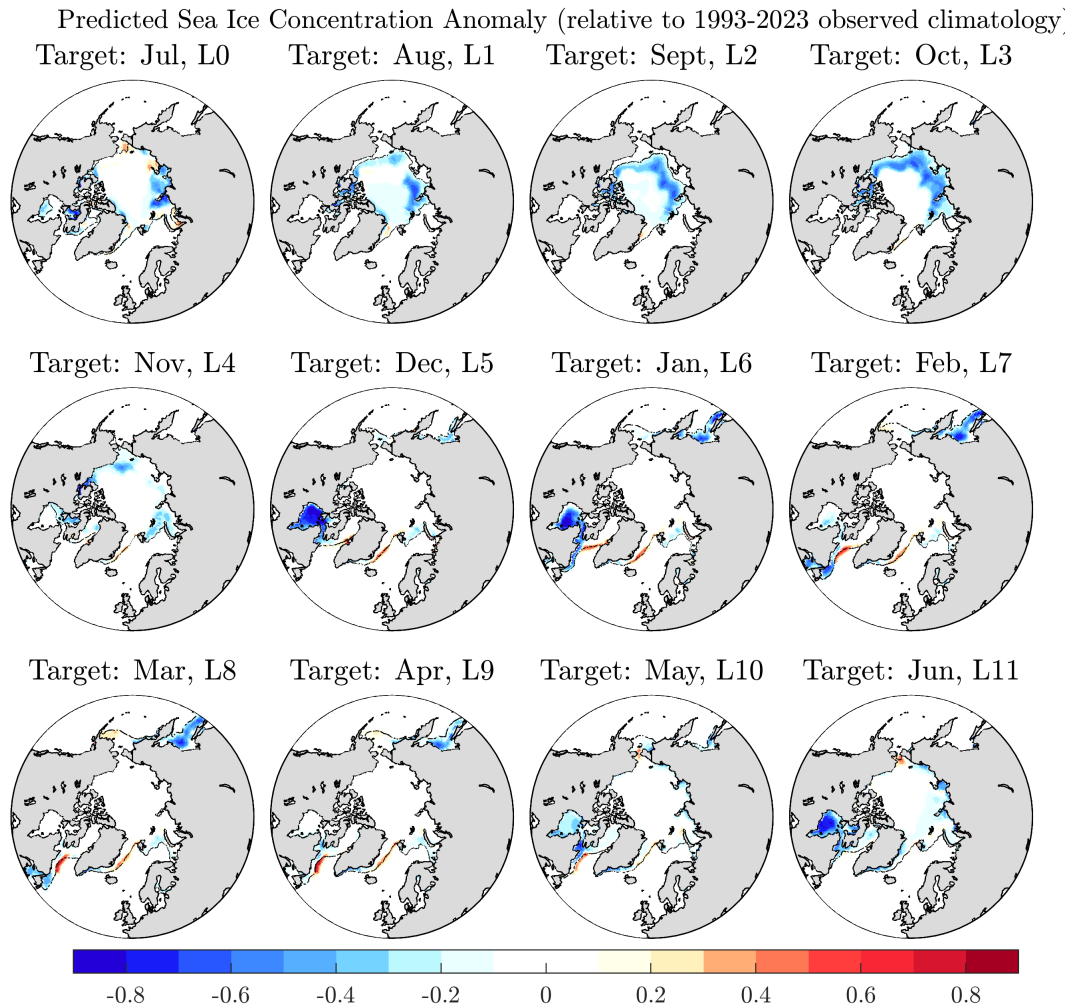 Predicted Sea Ice Concentration Anomaly (relative to 1993-2023 observed climatology)
Target: Jul, L0 Target: Aug, L1 Target: Sept, L2 Target: Oct, L3
Target: Nov, L4 Target: Dec, L5 Target: Jan, L6 Target: Feb, L7
Target: Mar, L8 Target: Apr, L9 Target: May, L10 Target: Jun, L11
-0.8 -0.6 -0.4 -0.2 0 0.2 0.4 0.6 0.8